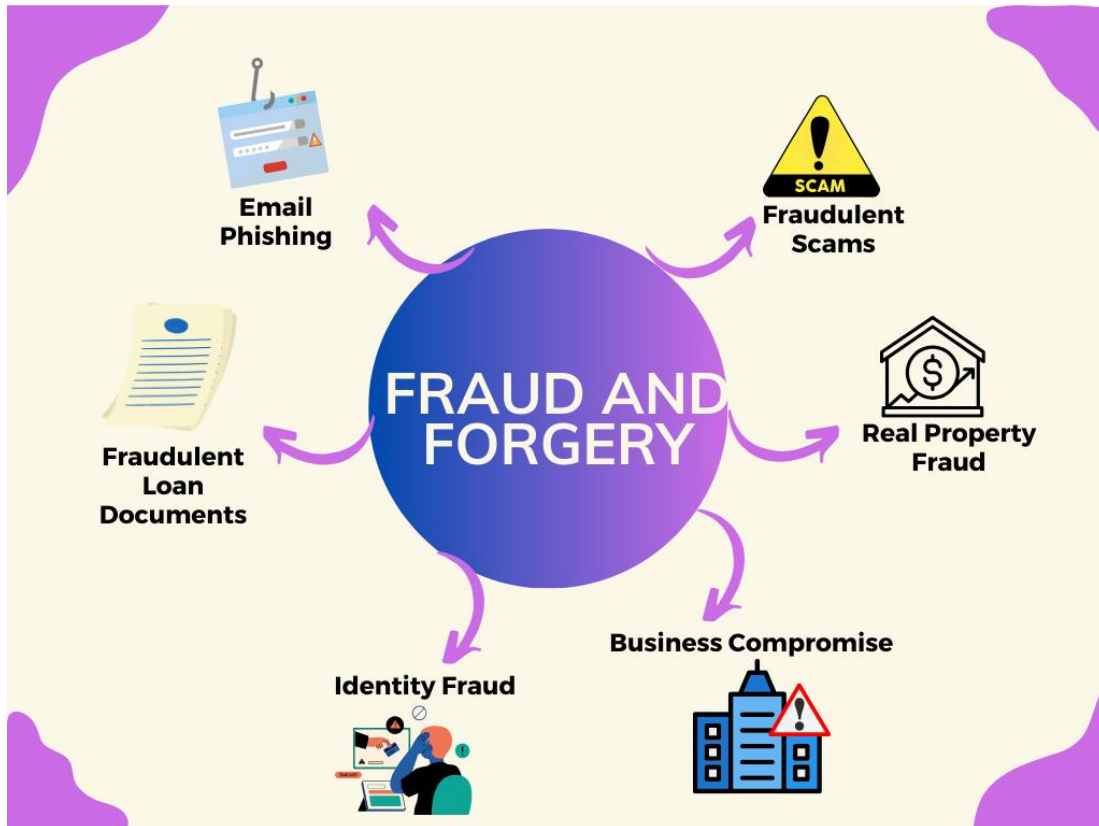 Email
Phishing
SCAM
Fraudulent
Scams
Fraudulent
Loan
Documents
FRAUD AND
FORGERY
Real Property
Fraud
Identity Fraud
Business Compromise